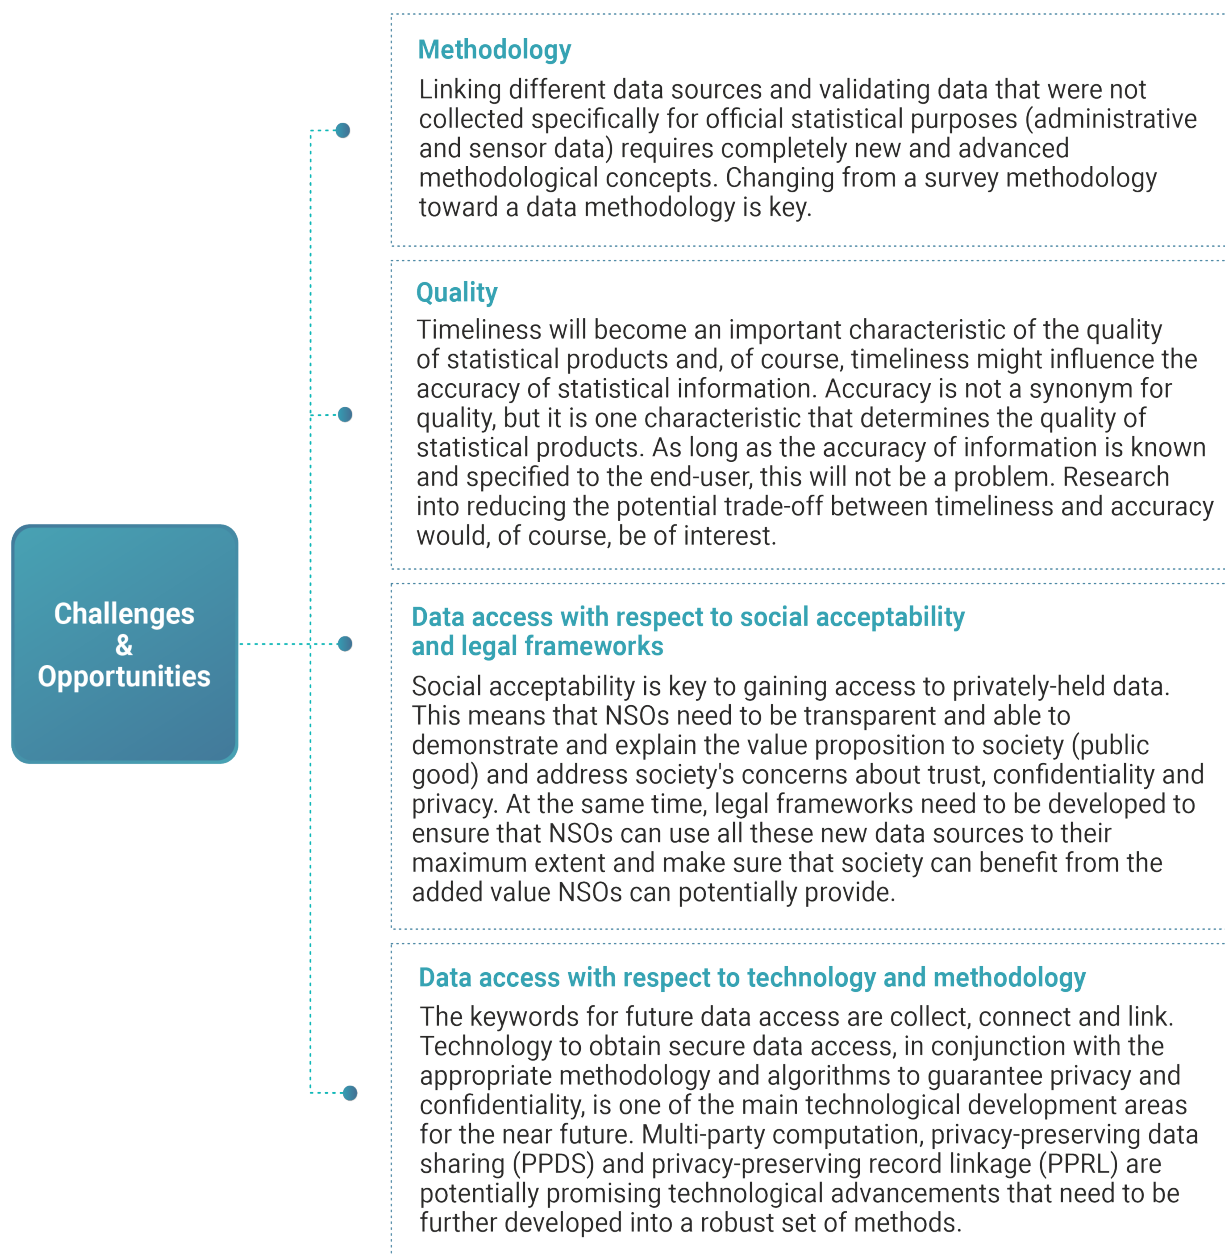 Methodology
Linking different data sources and validating data that were not
collected specifically for official statistical purposes (administrative
and sensor data) requires completely new and advanced
methodological concepts. Changing from a survey methodology
toward a data methodology is key.
Quality
Timeliness will become an important characteristic of the quality
of statistical products and, of course, timeliness might influence the
accuracy of statistical information. Accuracy is not a synonym for
quality, but it is one characteristic that determines the quality of
statistical products. As long as the accuracy of information is known
and specified to the end-user, this will not be a problem. Research
into reducing the potential trade-off between timeliness and accuracy
would, of course, be of interest.
Challenges
&
Opportunities
Data access with respect to social acceptability
and legal frameworks
Social acceptability is key to gaining access to privately-held data.
This means that NSOs need to be transparent and able to
demonstrate and explain the value proposition to society (public
good) and address society's concerns about trust, confidentiality and
privacy. At the same time, legal frameworks need to be developed to
ensure that NSOs can use all these new data sources to their
maximum extent and make sure that society can benefit from the
added value NSOs can potentially provide.
Data access with respect to technology and methodology
The keywords for future data access are collect, connect and link.
Technology to obtain secure data access, in conjunction with the
appropriate methodology and algorithms to guarantee privacy and
confidentiality, is one of the main technological development areas
for the near future. Multi-party computation, privacy-preserving data
sharing (PPDS) and privacy-preserving record linkage (PPRL) are
potentially promising technological advancements that need to be
further developed into a robust set of methods.